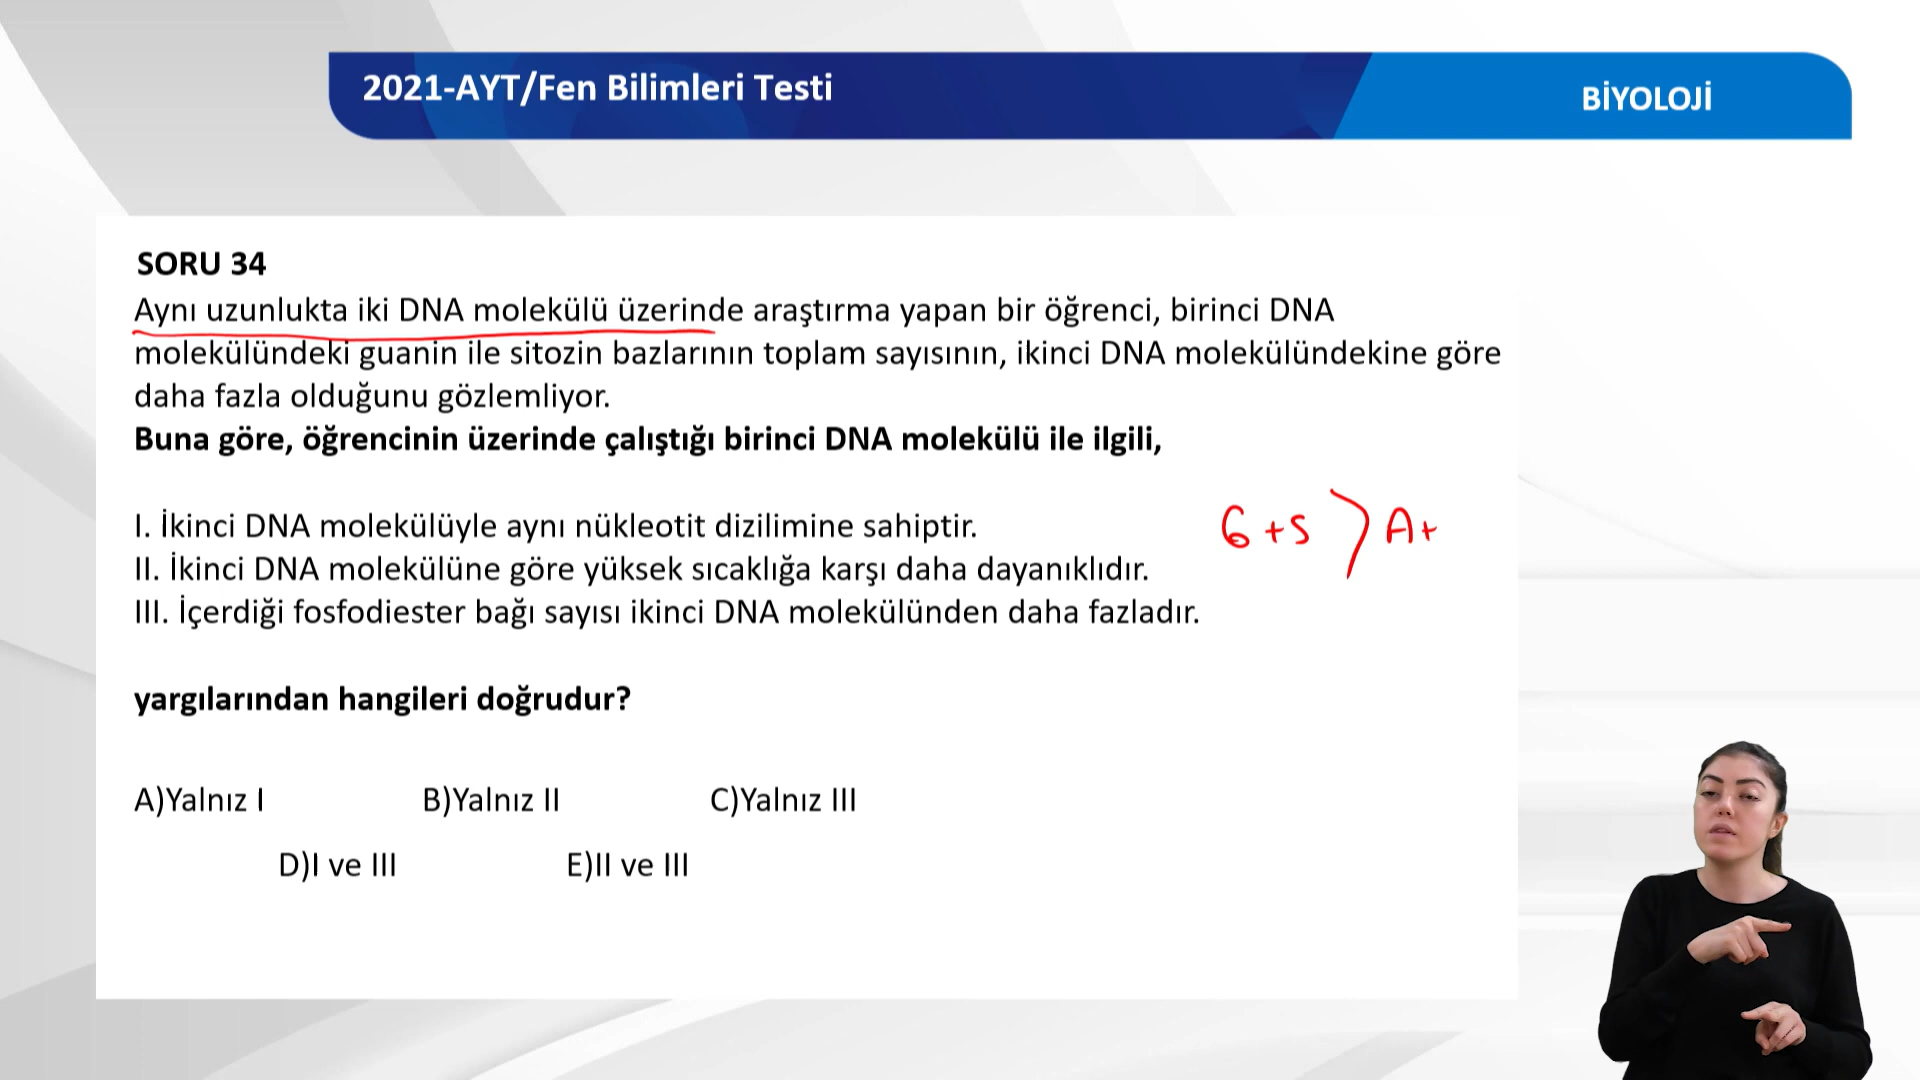 2021-AYT/Fen Bilimleri Testi
BİYOLOJİ
SORU 34
Aynı uzunlukta iki DNA molekülü üzerinde araştırma yapan bir öğrenci, birinci DNA
molekülündeki guanin ile sitozin bazlarının toplam sayısının, ikinci DNA molekülündekine göre
daha fazla olduğunu gözlemliyor.
Buna göre, öğrencinin üzerinde çalıştığı birinci DNA molekülü ile ilgili,
I. İkinci DNA molekülüyle aynı nükleotit dizilimine sahiptir.
II. İkinci DNA molekülüne göre yüksek sıcaklığa karşı daha dayanıklıdır.
III. İçerdiği fosfodiester bağı sayısı ikinci DNA molekülünden daha fazladır.
G+S > A+
yargılarından hangileri doğrudur?
A)Yalnız I B)Yalnız II C)Yalnız III
D)I ve III E)II ve III